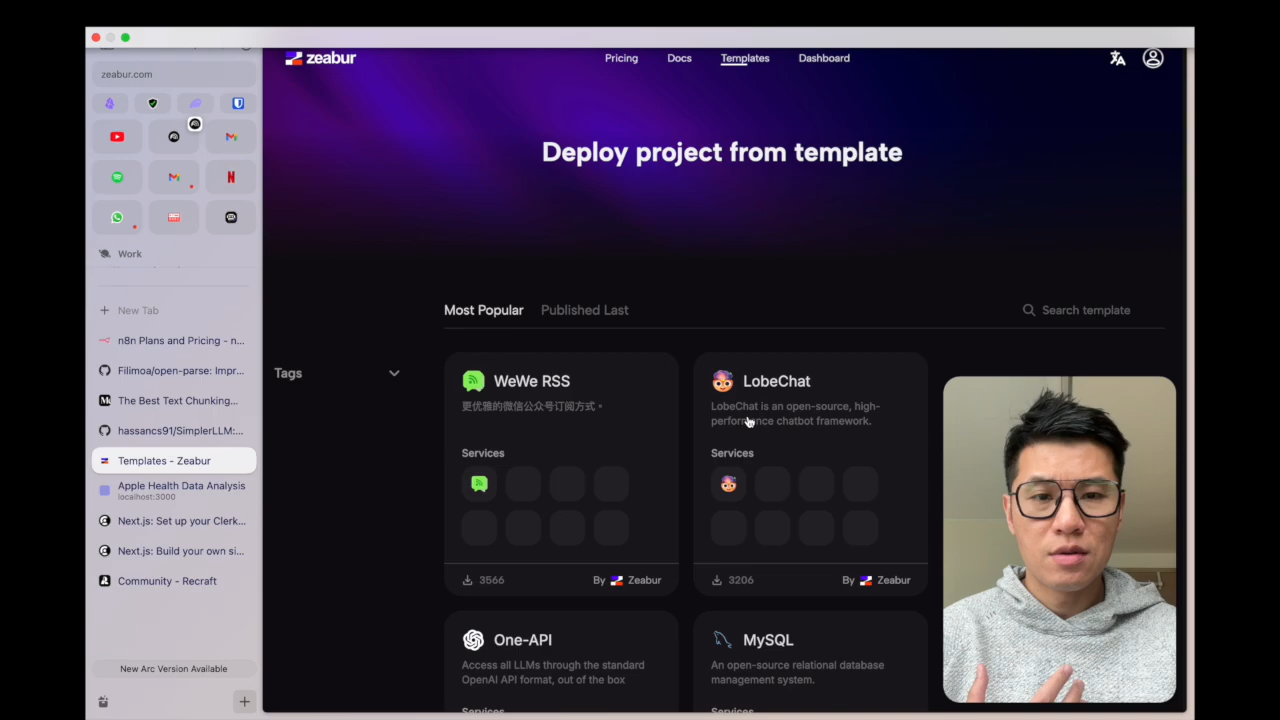 zeabur.com
Work
New Tab
n8n Plans and Pricing - n...
Filimoa/open-parse: Impr...
The Best Text Chunking...
hassancs91/SimplerLLM:...
Templates - Zeabur
Apple Health Data Analysis
localhost:3000
Next.js: Set up your Clerk...
Next.js: Build your own si...
Community - Recraft
New Arc Version Available
zeabur
Pricing
Docs
Templates
Dashboard
Deploy project from template
Most Popular
Published Last
Search template
Tags
WeWe RSS
更优雅的微信公众号订阅方式。
Services
3566
By Zeabur
LobeChat
LobeChat is an open-source, high-
performance chatbot framework.
Services
3206
By Zeabur
One-API
Access all LLMs through the standard
OpenAI API format, out of the box
Services
MySQL
An open-source relational database
management system.
Services